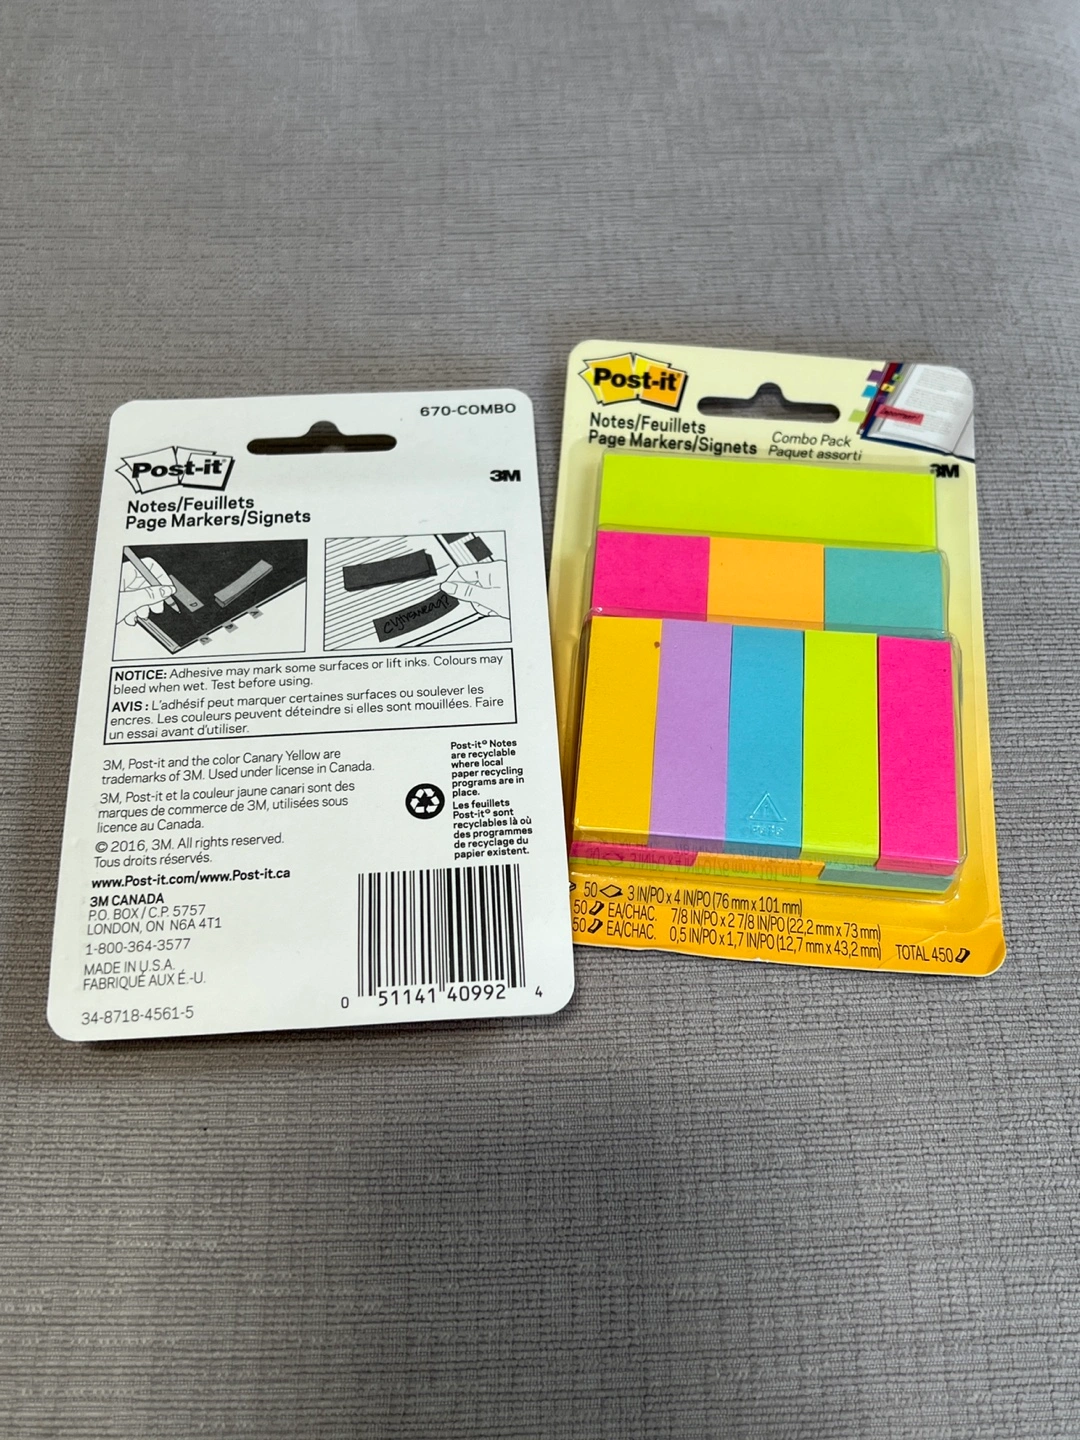 670-COMBO
Post-it
3M
Notes/Feuillets
Page Markers/Signets
NOTICE: Adhesive may mark some surfaces or lift inks. Colours may
bleed when wet. Test before using.
AVIS : L'adhésif peut marquer certaines surfaces ou soulever les
encres. Les couleurs peuvent déteindre si elles sont mouillées. Faire
un essai avant d'utiliser.
3M, Post-it and the color Canary Yellow are
trademarks of 3M. Used under license in Canada.
3M, Post-it et la couleur jaune canari sont des
marques de commerce de 3M, utilisées sous
licence au Canada.
© 2016, 3M. All rights reserved.
Tous droits réservés.
www.Post-it.com/www.Post-it.ca
3M CANADA
P.O. BOX / C.P. 5757
LONDON, ON N6A 4T1
1-800-364-3577
MADE IN U.S.A.
FABRIQUÉ AUX É.-U.
34-8718-4561-5
Post-it® Notes
are recyclable
where local
paper recycling
programs are in
place.
Les feuillets
Post-it® sont
recyclables là où
des programmes
de recyclage du
papier existent.
0 51141 40992 4
Post-it
Notes/Feuillets
Page Markers/Signets
Combo Pack
Paquet assorti
3M
50 3 IN/PO x 4 IN/PO (76 mm x 101 mm)
50 EA/CHAC. 7/8 IN/PO x 2 7/8 IN/PO (22,2 mm x 73 mm)
50 EA/CHAC. 0,5 IN/PO x 1,7 IN/PO (12,7 mm x 43,2 mm)
TOTAL 450